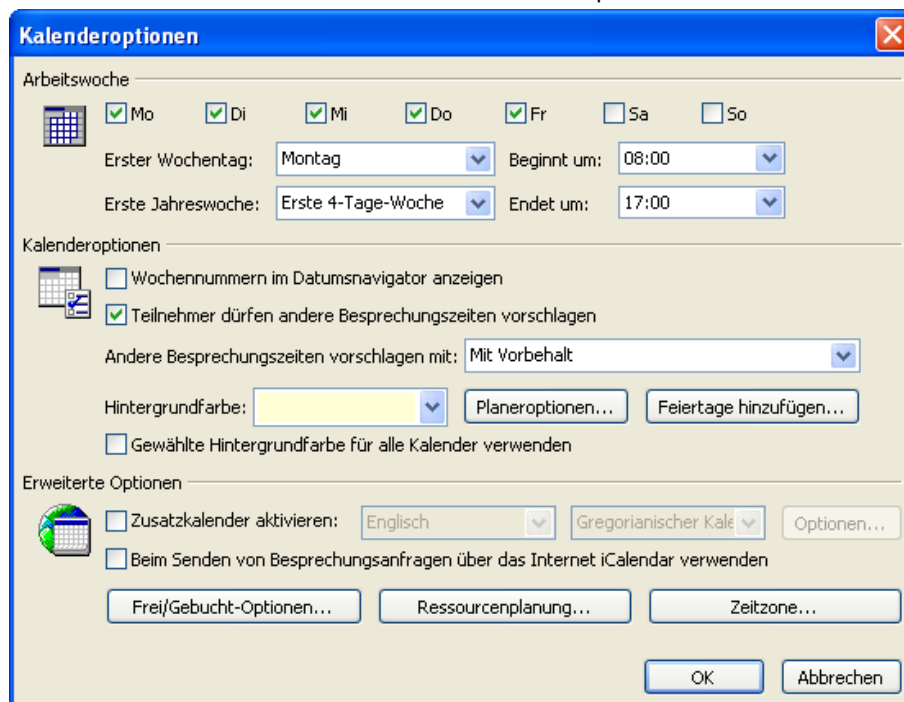 Kalenderoptionen
Arbeitswoche
Mo Di Mi Do Fr Sa So
Erster Wochentag: Montag Beginnt um: 08:00
Erste Jahreswoche: Erste 4-Tage-Woche Endet um: 17:00
Kalenderoptionen
Wochennummern im Datumsnavigator anzeigen
Teilnehmer dürfen andere Besprechungszeiten vorschlagen
Andere Besprechungszeiten vorschlagen mit: Mit Vorbehalt
Hintergrundfarbe: Planeroptionen... Feiertage hinzufügen...
Gewählte Hintergrundfarbe für alle Kalender verwenden
Erweiterte Optionen
Zusatzkalender aktivieren: Englisch Gregorianischer Kale Optionen...
Beim Senden von Besprechungsanfragen über das Internet iCalendar verwenden
Frei/Gebucht-Optionen... Ressourcenplanung... Zeitzone...
OK Abbrechen